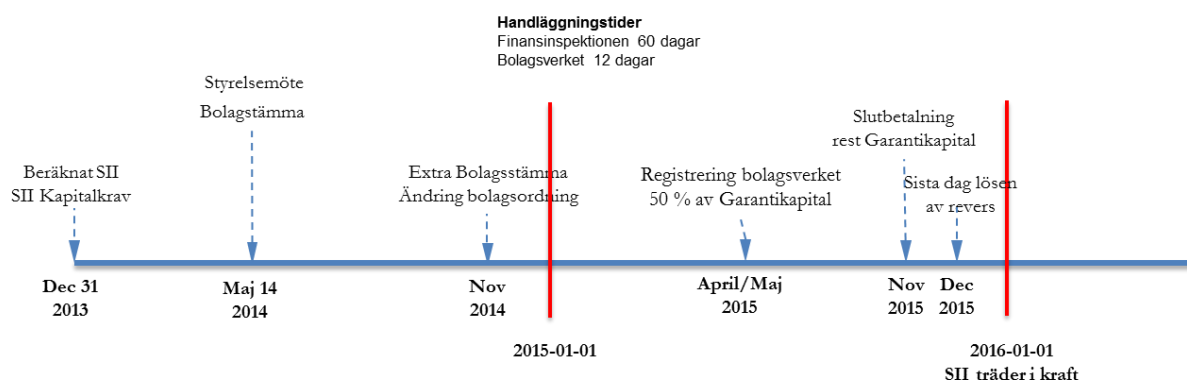 Handläggningstider
Finansinspektionen 60 dagar
Bolagsverket 12 dagar
Styrelsemöte
Bolagstämma
Beräknat SII
SII Kapitalkrav
Extra Bolagsstämma
Ändring bolagsordning
Registrering bolagsverket
50 % av Garantikapital
Slutbetalning
rest Garantikapital
Sista dag lösen
av revers
Dec 31
2013
Maj 14
2014
Nov
2014
April/Maj
2015
Nov
2015
Dec
2015
2015-01-01
2016-01-01
SII träder i kraft